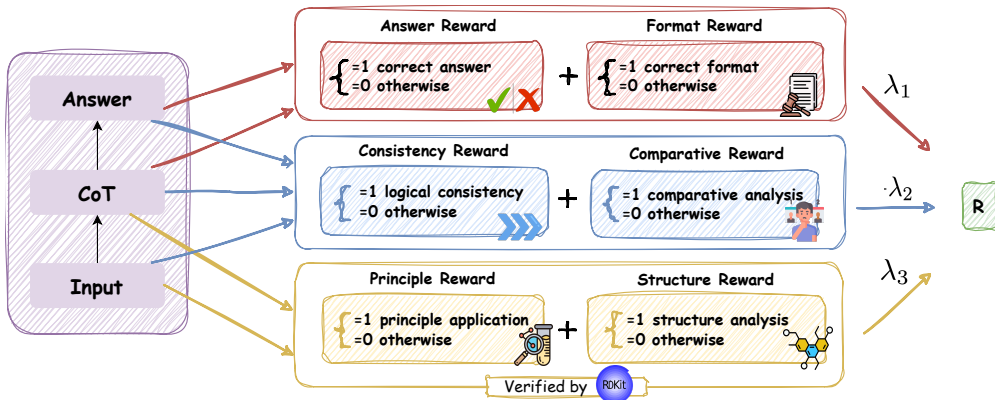 Answer
CoT
Input
Answer Reward
=1 correct answer
=0 otherwise
+
Format Reward
=1 correct format
=0 otherwise
Consistency Reward
=1 logical consistency
=0 otherwise
+
Comparative Reward
=1 comparative analysis
=0 otherwise
Principle Reward
=1 principle application
=0 otherwise
+
Structure Reward
=1 structure analysis
=0 otherwise
Verified by RDKit
λ1
λ2
λ3
R